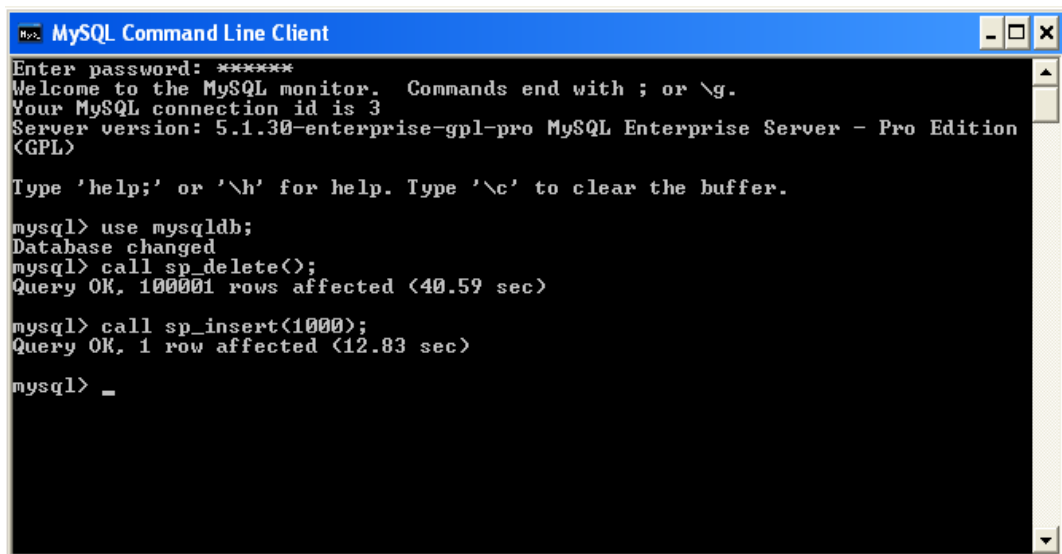 MySQL Command Line Client
Enter password: ******
Welcome to the MySQL monitor.  Commands end with ; or \g.
Your MySQL connection id is 3
Server version: 5.1.30-enterprise-gpl-pro MySQL Enterprise Server - Pro Edition
(GPL)
Type 'help;' or '\h' for help. Type '\c' to clear the buffer.
mysql> use mysqldb;
Database changed
mysql> call sp_delete();
Query OK, 100001 rows affected (40.59 sec)
mysql> call sp_insert(1000);
Query OK, 1 row affected (12.83 sec)
mysql> _